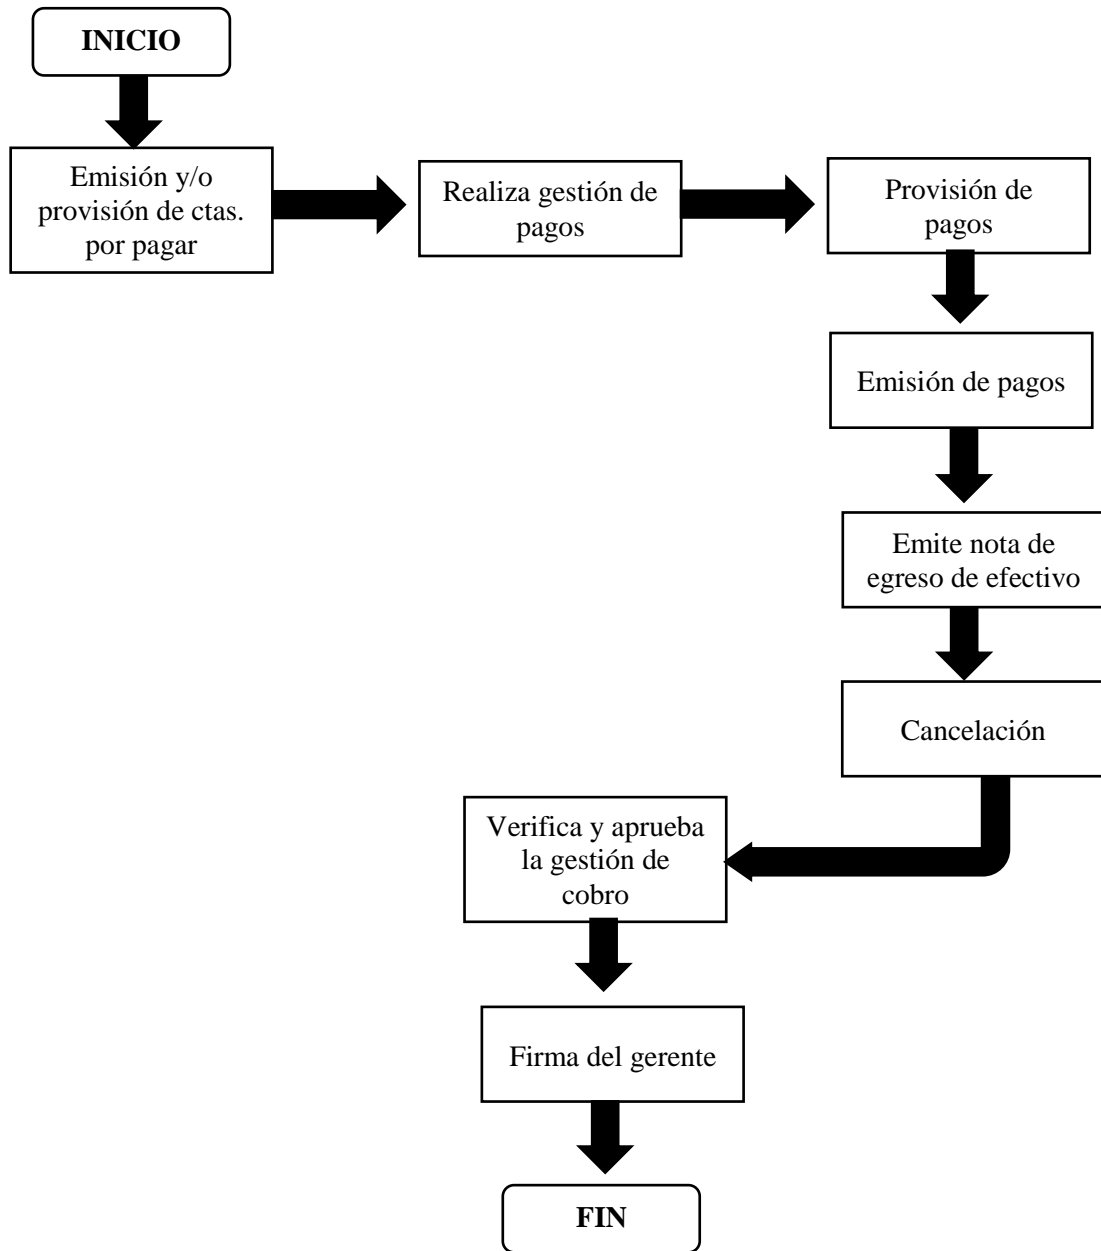 INICIO
Emisión y/o
provisión de ctas.
por pagar
Realiza gestión de
pagos
Provisión de
pagos
Emisión de pagos
Emite nota de
egreso de efectivo
Cancelación
Verifica y aprueba
la gestión de
cobro
Firma del gerente
FIN